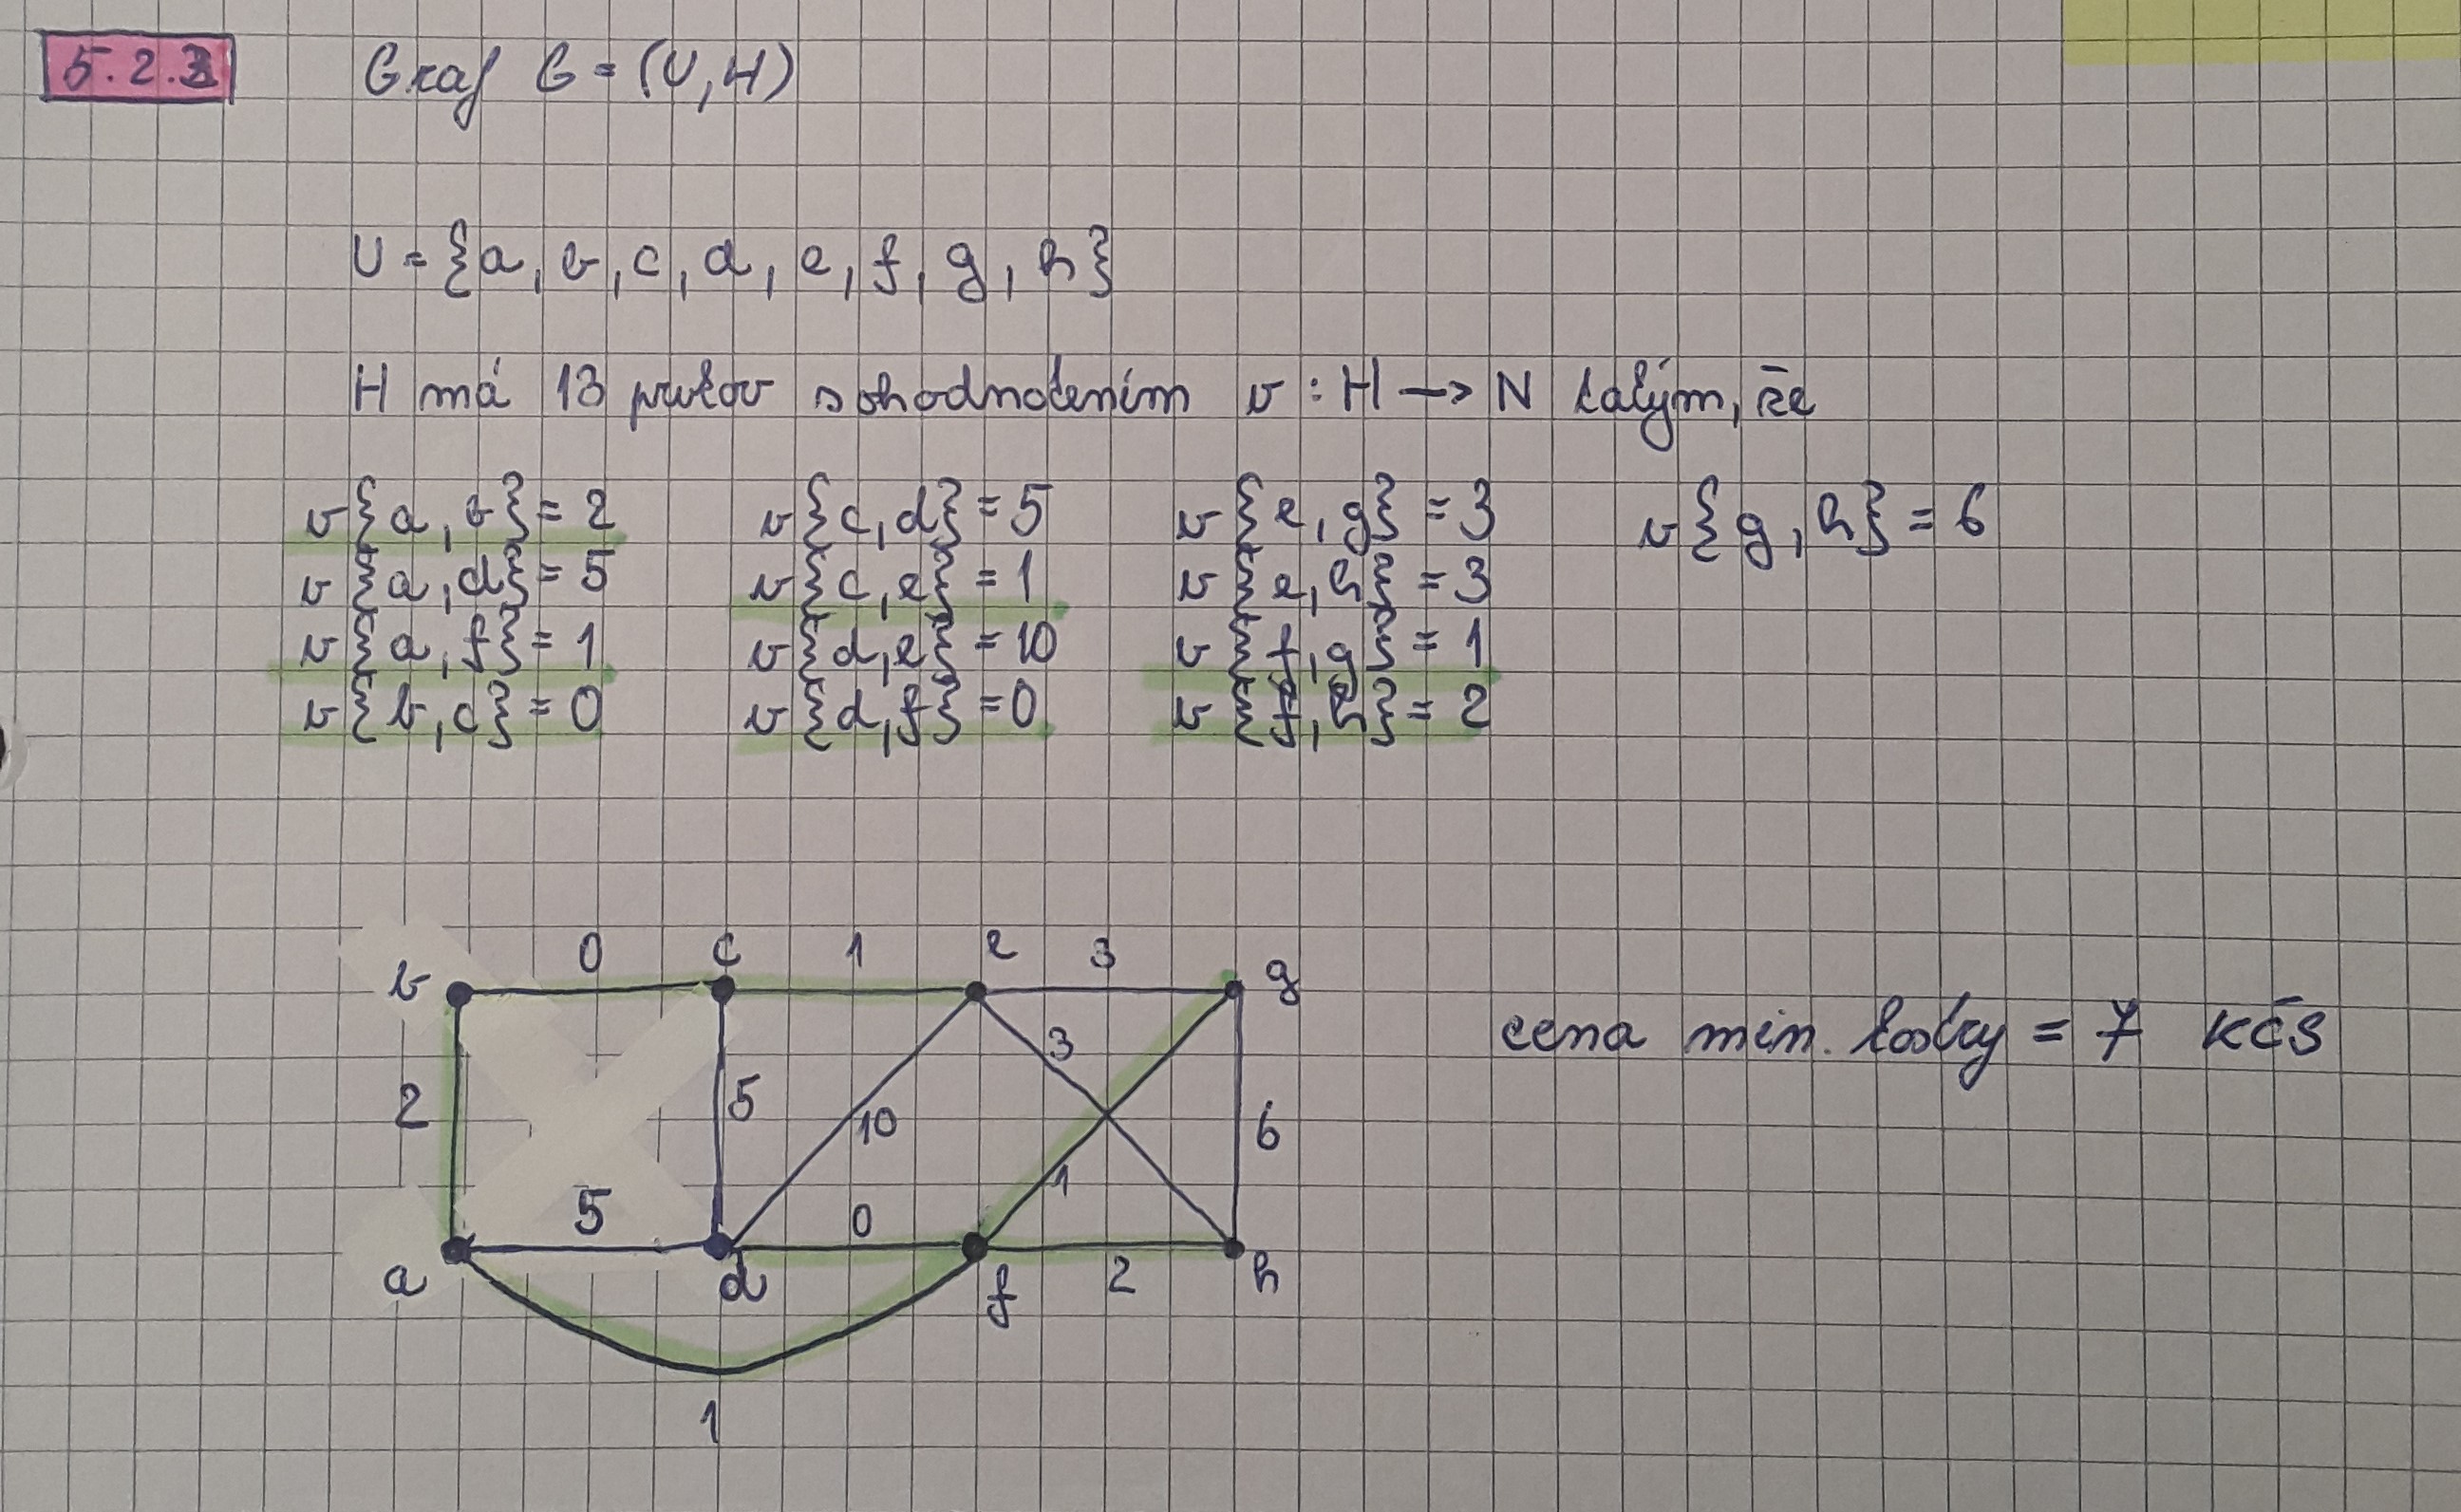 5.2.3 Graf G = (U, H)
U = {a, b, c, d, e, f, g, h}
H má 13 prvkov s ohodnotením v : H → N takým, že
v{a, b} = 2 v{c, d} = 5 v{e, g} = 3 v{g, h} = 6
v{a, d} = 5 v{c, e} = 1 v{e, h} = 3
v{a, f} = 1 v{d, e} = 10 v{f, g} = 1
v{b, c} = 0 v{d, f} = 0 v{f, h} = 2
b 0 c 1 e 3 g
cena min. kostry = 7 Kčs
2 5 10 3 6
5 0 1
a d f 2 h
1